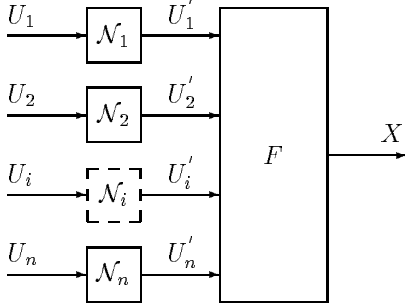 U₁ 𝒩₁ U₁′
U₂ 𝒩₂ U₂′
X
F
Uᵢ 𝒩ᵢ Uᵢ′
Uₙ 𝒩ₙ Uₙ′